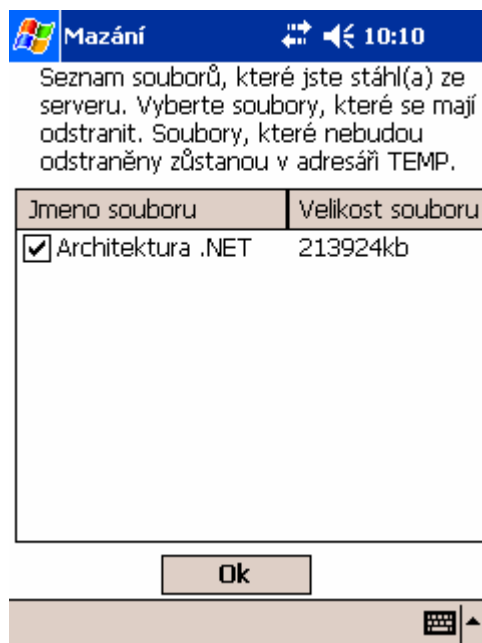 Mazání 10:10
Seznam souborů, které jste stáhl(a) ze
serveru. Vyberte soubory, které se mají
odstranit. Soubory, které nebudou
odstraněny zůstanou v adresáři TEMP.
Jmeno souboru Velikost souboru
Architektura .NET 213924kb
Ok